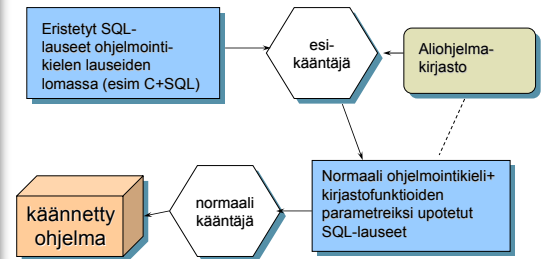 Eristetyt SQL-
lauseet ohjelmointi-
kielen lauseiden
lomassa (esim C+SQL)
esi-
kääntäjä
Aliohjelma-
kirjasto
Normaali ohjelmointikieli+
kirjastofunktioiden
parametreiksi upotetut
SQL-lauseet
normaali
kääntäjä
käännetty
ohjelma